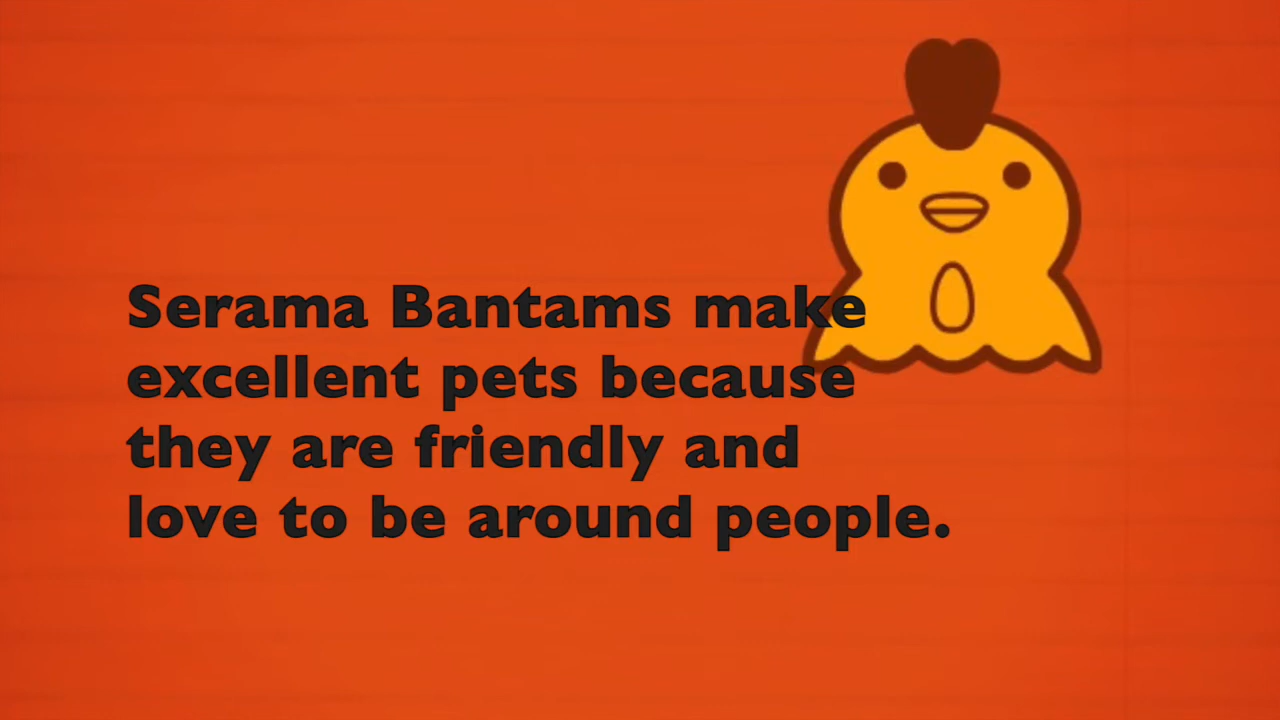 Serama Bantams make
excellent pets because
they are friendly and
love to be around people.